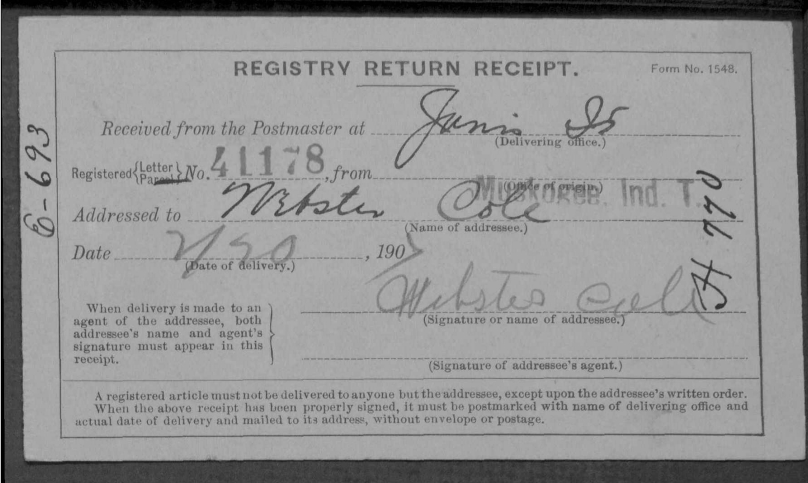 REGISTRY RETURN RECEIPT.
Form No. 1548.
E-693
Received from the Postmaster at
(Delivering office.)
Registered {Letter Parcel} No. 41178, from
Muskogee, Ind. T.
(Office of origin.)
Addressed to Webster Cole
(Name of addressee.)
Date 2/20, 1907
(Date of delivery.)
H 770
When delivery is made to an
agent of the addressee, both
addressee's name and agent's
signature must appear in this
receipt.
Webster Cole
(Signature or name of addressee.)
(Signature of addressee's agent.)
A registered article must not be delivered to anyone but the addressee, except upon the addressee's written order.
When the above receipt has been properly signed, it must be postmarked with name of delivering office and
actual date of delivery and mailed to its address, without envelope or postage.